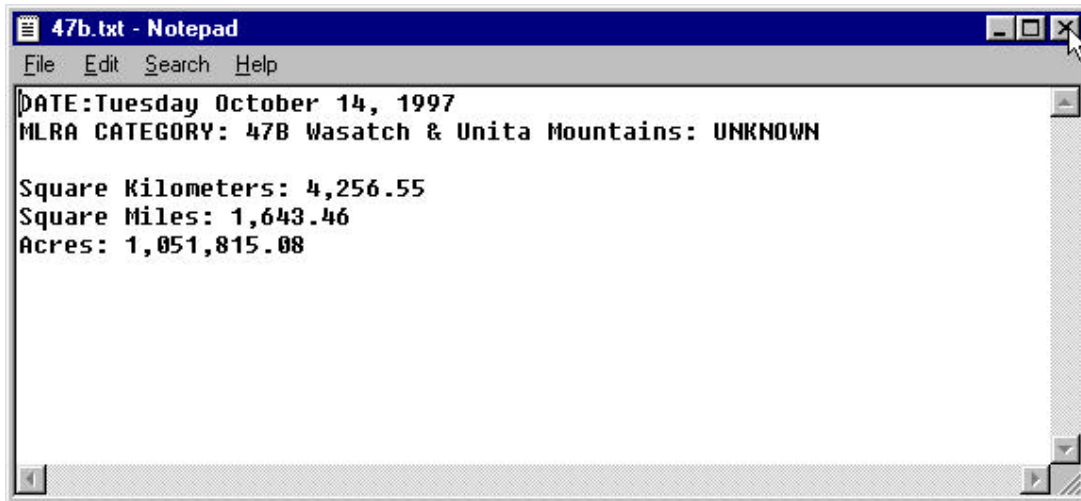 47b.txt - Notepad
File Edit Search Help
DATE:Tuesday October 14, 1997
MLRA CATEGORY: 47B Wasatch & Unita Mountains: UNKNOWN
Square Kilometers: 4,256.55
Square Miles: 1,643.46
Acres: 1,051,815.08